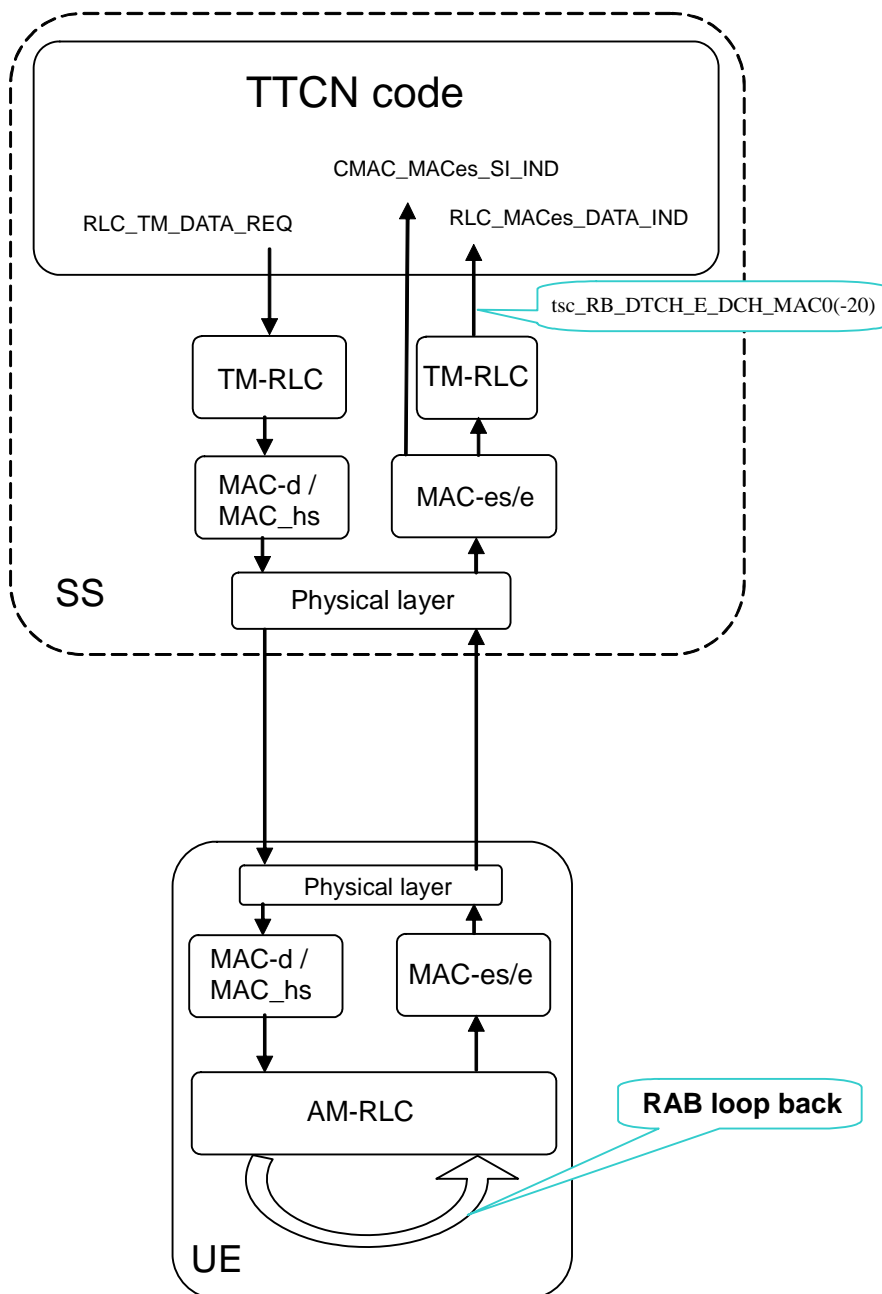 TTCN code
CMAC_MACes_SI_IND
RLC_TM_DATA_REQ
RLC_MACes_DATA_IND
tsc_RB_DTCH_E_DCH_MAC0(-20)
TM-RLC
TM-RLC
MAC-d /
MAC_hs
MAC-es/e
SS
Physical layer
Physical layer
MAC-d /
MAC_hs
MAC-es/e
AM-RLC
RAB loop back
UE